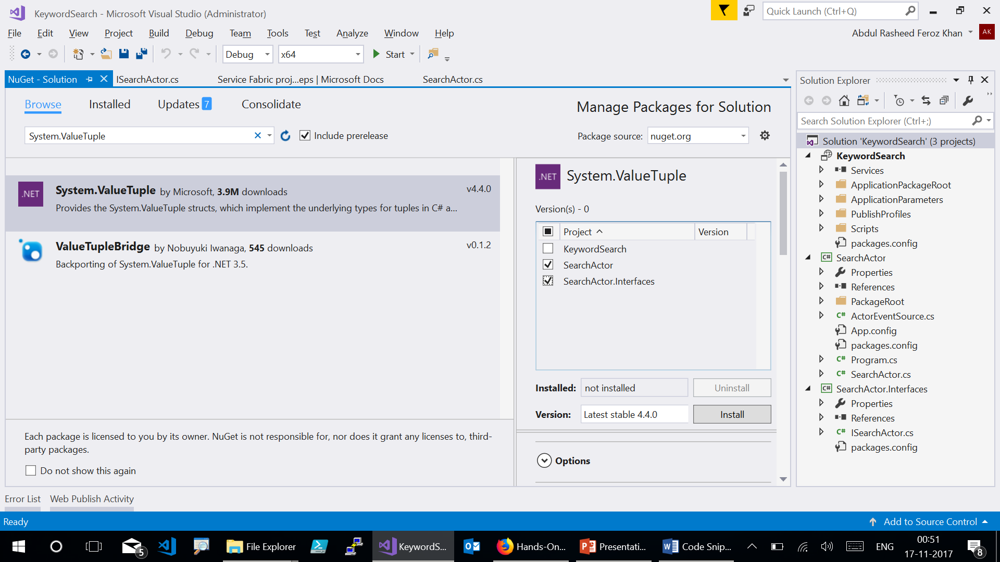 KeywordSearch - Microsoft Visual Studio (Administrator)
Quick Launch (Ctrl+Q)
File Edit View Project Build Debug Team Tools Test Analyze Window Help
Abdul Rasheed Feroz Khan AK
Debug x64 Start
NuGet - Solution ISearchActor.cs Service Fabric proj...eps | Microsoft Docs SearchActor.cs
Browse Installed Updates 7 Consolidate
Manage Packages for Solution
System.ValueTuple Include prerelease
Package source: nuget.org
.NET System.ValueTuple by Microsoft, 3.9M downloads v4.4.0
Provides the System.ValueTuple structs, which implement the underlying types for tuples in C# a...
ValueTupleBridge by Nobuyuki Iwanaga, 545 downloads v0.1.2
Backporting of System.ValueTuple for .NET 3.5.
Each package is licensed to you by its owner. NuGet is not responsible for, nor does it grant any licenses to, third-
party packages.
Do not show this again
.NET System.ValueTuple
Version(s) - 0
Project Version
KeywordSearch
SearchActor
SearchActor.Interfaces
Installed: not installed Uninstall
Version: Latest stable 4.4.0 Install
Options
Solution Explorer
Search Solution Explorer (Ctrl+;)
Solution 'KeywordSearch' (3 projects)
KeywordSearch
Services
ApplicationPackageRoot
ApplicationParameters
PublishProfiles
Scripts
packages.config
C# SearchActor
Properties
References
PackageRoot
C# ActorEventSource.cs
App.config
packages.config
C# Program.cs
C# SearchActor.cs
C# SearchActor.Interfaces
Properties
References
C# ISearchActor.cs
packages.config
Error List Web Publish Activity
Ready
Add to Source Control
5 File Explorer KeywordS... Hands-On... Presentati... Code Snip... ENG
00:51
17-11-2017
8